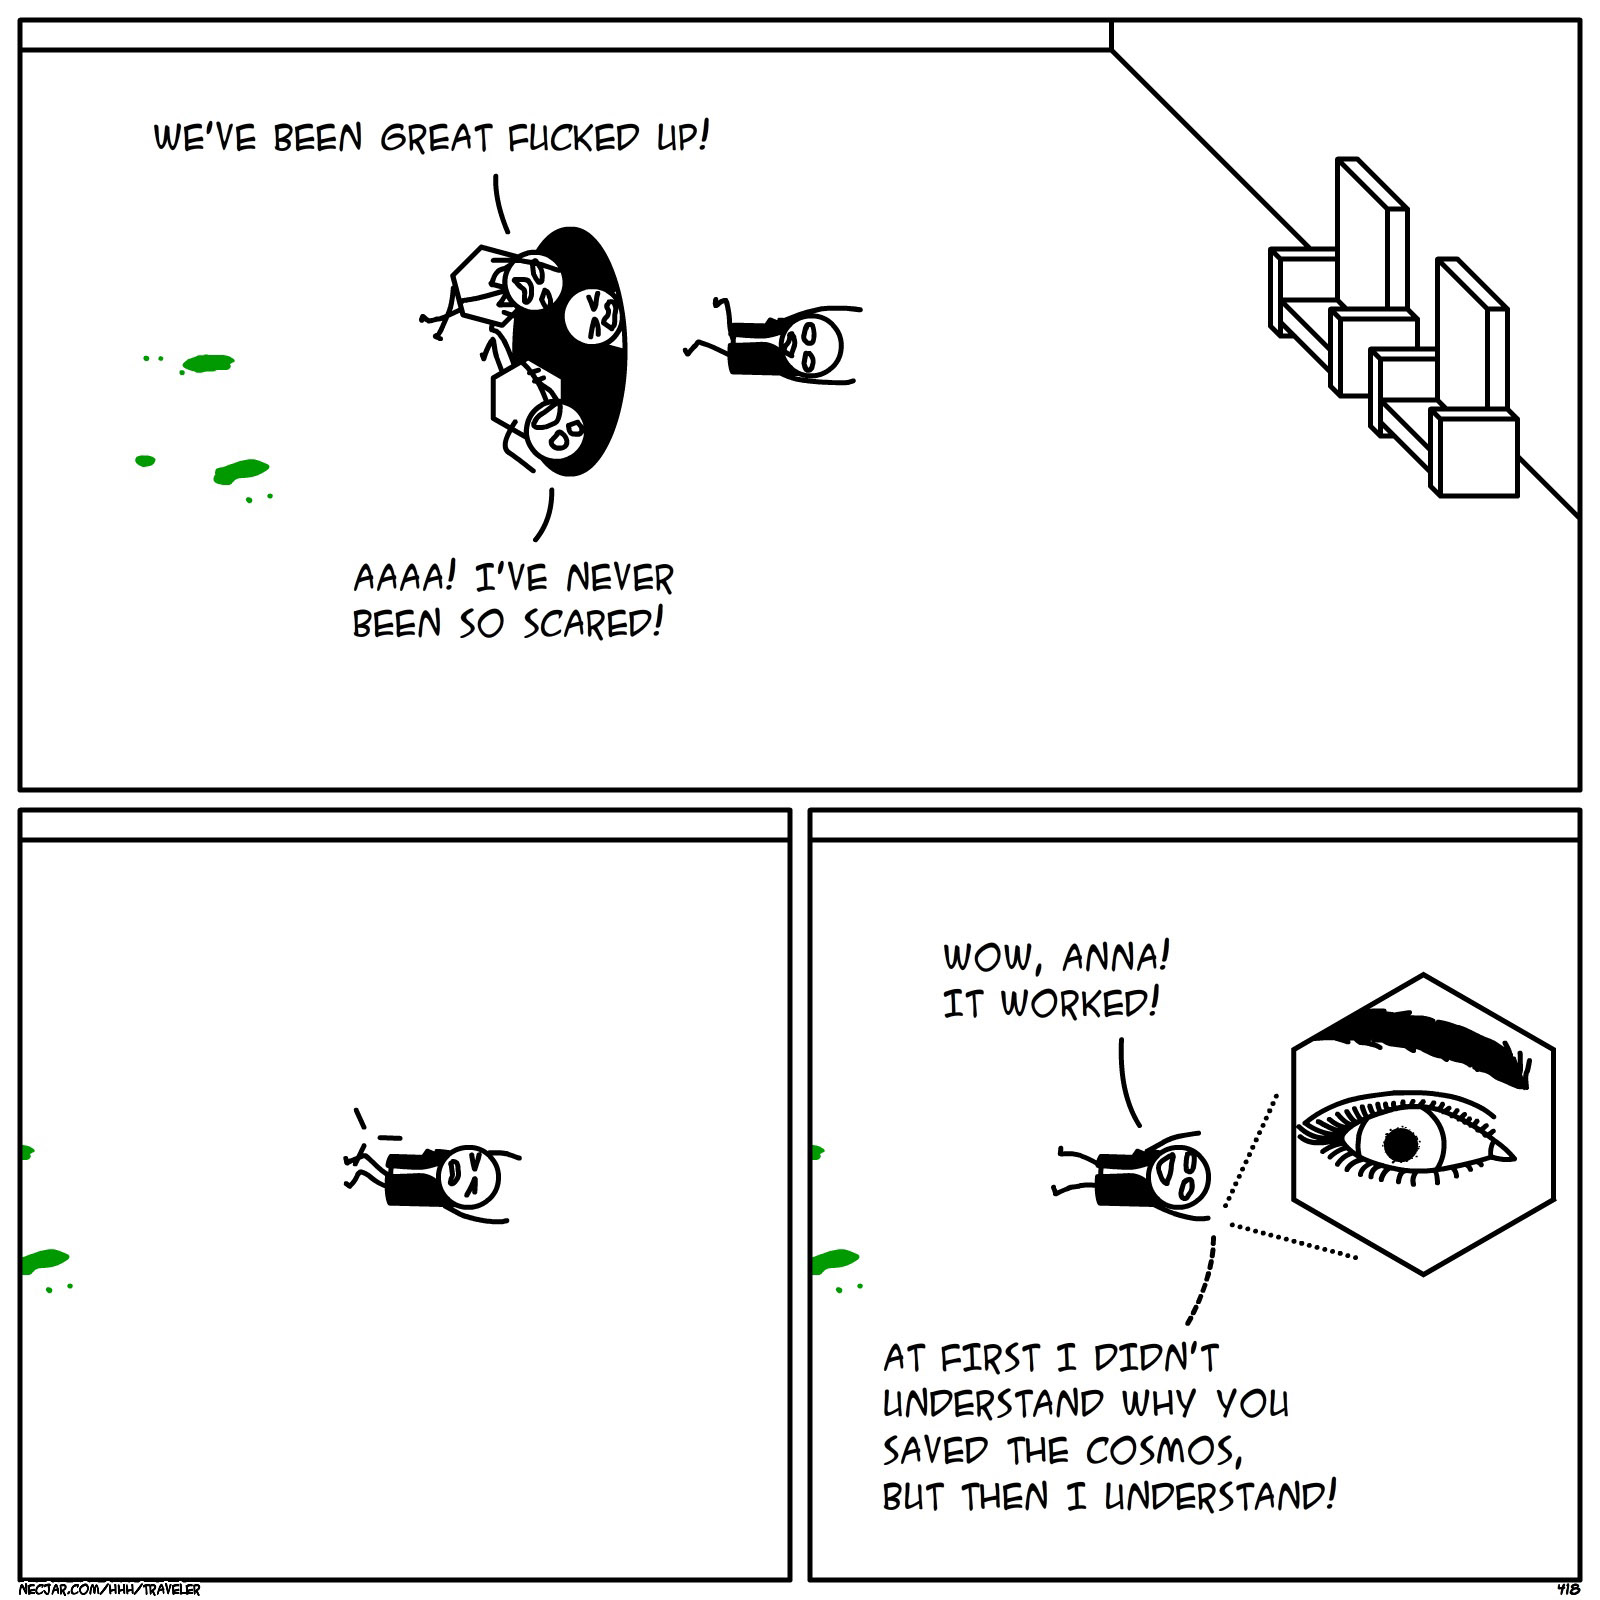 WE'VE BEEN GREAT FUCKED UP!
AAAA! I'VE NEVER
BEEN SO SCARED!
WOW, ANNA!
IT WORKED!
AT FIRST I DIDN'T
UNDERSTAND WHY YOU
SAVED THE COSMOS,
BUT THEN I UNDERSTAND!
NECJAR.COM/HHH/TRAVELER
418